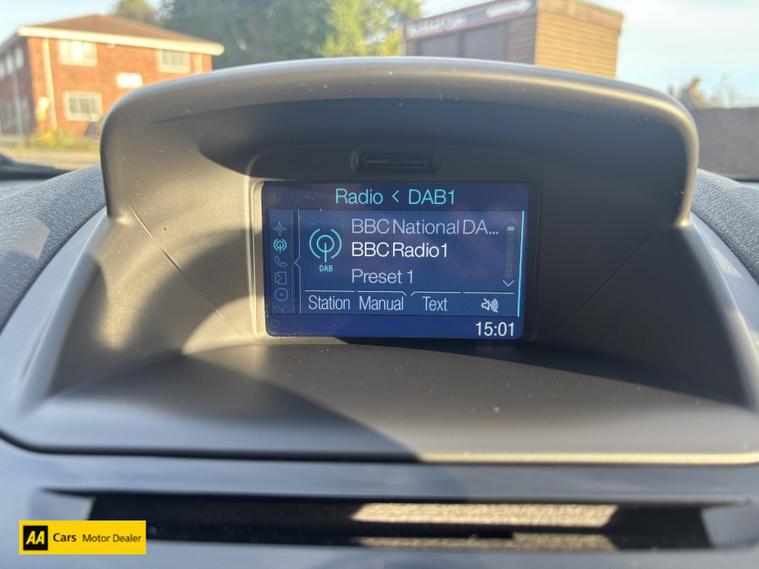 Radio < DAB1
BBC National DA...
BBC Radio1
DAB
Preset 1
Station Manual Text
15:01
AA Cars Motor Dealer